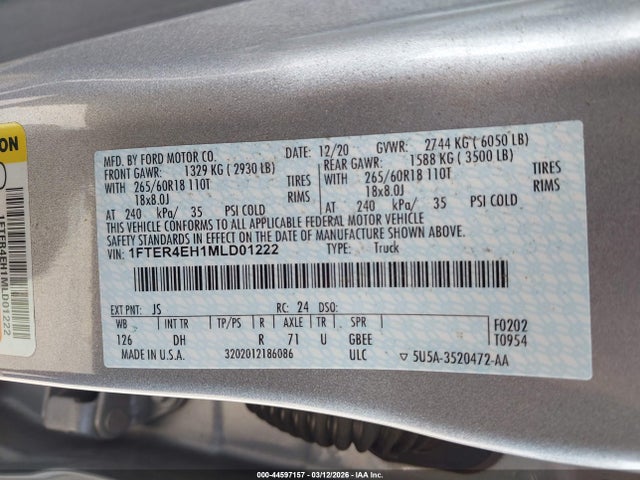 ON
1FTER4EH1MLD01222
MFD. BY FORD MOTOR CO. DATE: 12/20 GVWR: 2744 KG ( 6050 LB)
FRONT GAWR: 1329 KG ( 2930 LB) REAR GAWR: 1588 KG ( 3500 LB)
WITH 265/60R18 110T TIRES WITH 265/60R18 110T TIRES
18x8.0J RIMS 18x8.0J RIMS
AT 240 kPa/ 35 PSI COLD AT 240 kPa/ 35 PSI COLD
THIS VEHICLE CONFORMS TO ALL APPLICABLE FEDERAL MOTOR VEHICLE
SAFETY STANDARDS IN EFFECT ON THE DATE OF MANUFACTURE SHOWN ABOVE.
VIN: 1FTER4EH1MLD01222 TYPE: Truck
EXT PNT: JS RC: 24 DSO:
WB INT TR TP/PS R AXLE TR SPR F0202
126 DH R 71 U GBEE T0954
MADE IN U.S.A. 3202012186086 ULC ▽ 5U5A-3520472-AA
000-44597157 - 03/12/2026 - IAA Inc.